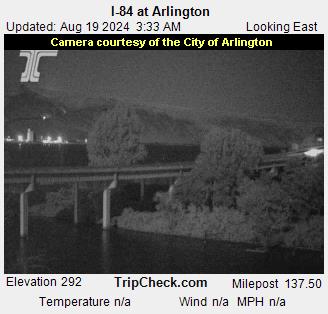 I-84 at Arlington
Updated: Aug 19 2024 3:33 AM Looking East
Camera courtesy of the City of Arlington
Elevation 292 TripCheck.com Milepost 137.50
Temperature n/a Wind n/a MPH n/a